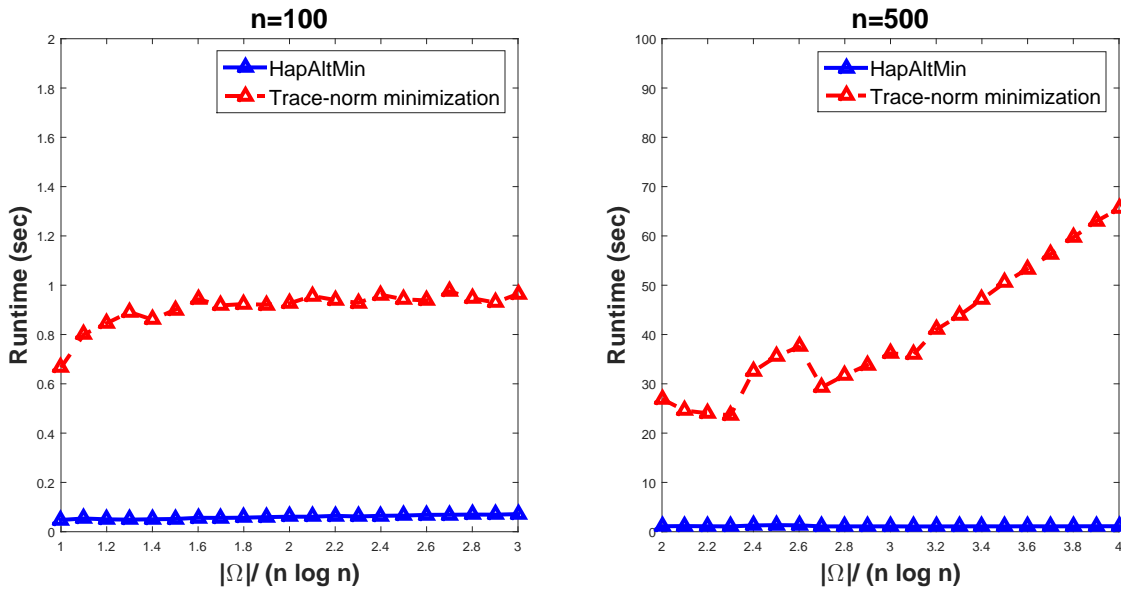 n=100
2
1.8
1.6
1.4
1.2
1
0.8
0.6
0.4
0.2
0
Runtime (sec)
HapAltMin
Trace-norm minimization
1 1.2 1.4 1.6 1.8 2 2.2 2.4 2.6 2.8 3
|Ω|/ (n log n)
n=500
100
90
80
70
60
50
40
30
20
10
0
Runtime (sec)
HapAltMin
Trace-norm minimization
2 2.2 2.4 2.6 2.8 3 3.2 3.4 3.6 3.8 4
|Ω|/ (n log n)